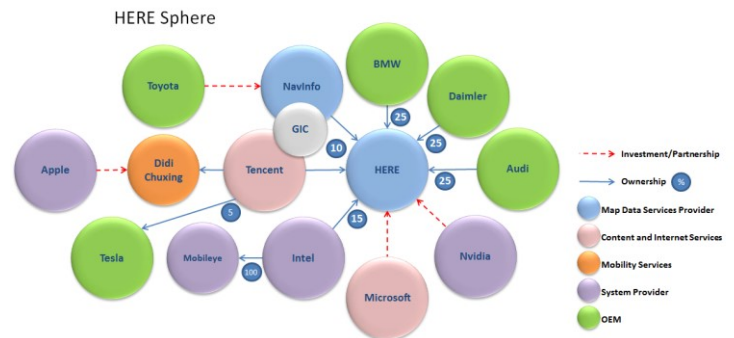 HERE Sphere
Toyota
NavInfo
BMW
Daimler
GIC
25
25
10
Apple
Didi
Chuxing
Tencent
HERE
25
Audi
5
15
Tesla
Mobileye
100
Intel
Nvidia
Microsoft
Investment/Partnership
Ownership %
Map Data Services Provider
Content and Internet Services
Mobility Services
System Provider
OEM